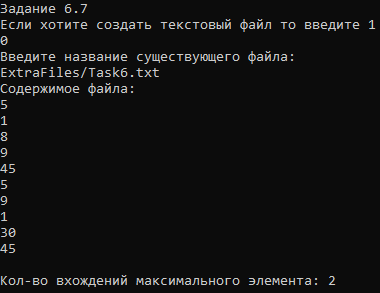 Задание 6.7
Если хотите создать текстовый файл то введите 1
0
Введите название существующего файла:
ExtraFiles/Task6.txt
Содержимое файла:
5
1
8
9
45
5
9
1
30
45
Кол-во вхождений максимального элемента: 2